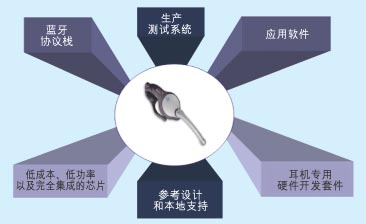 蓝牙
协议栈
生产
测试系统
应用软件
低成本、低功率
以及完全集成的芯片
参考设计
和本地支持
耳机专用
硬件开发套件